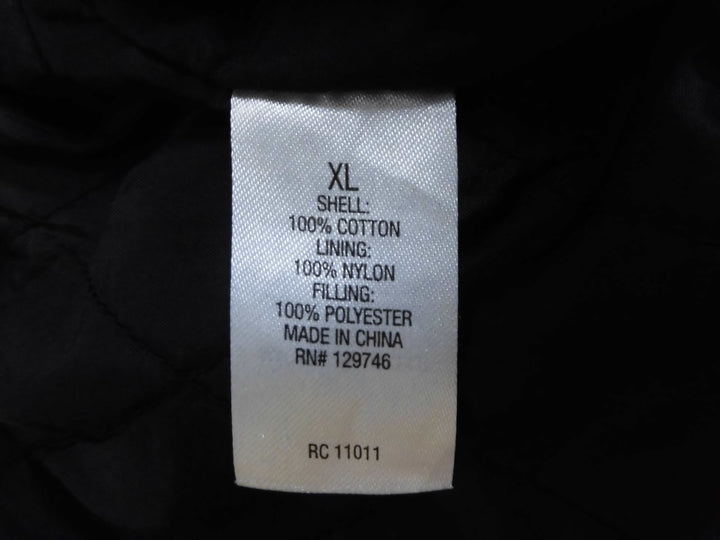 XL
SHELL:
100% COTTON
LINING:
100% NYLON
FILLING:
100% POLYESTER
MADE IN CHINA
RN# 129746
RC 11011